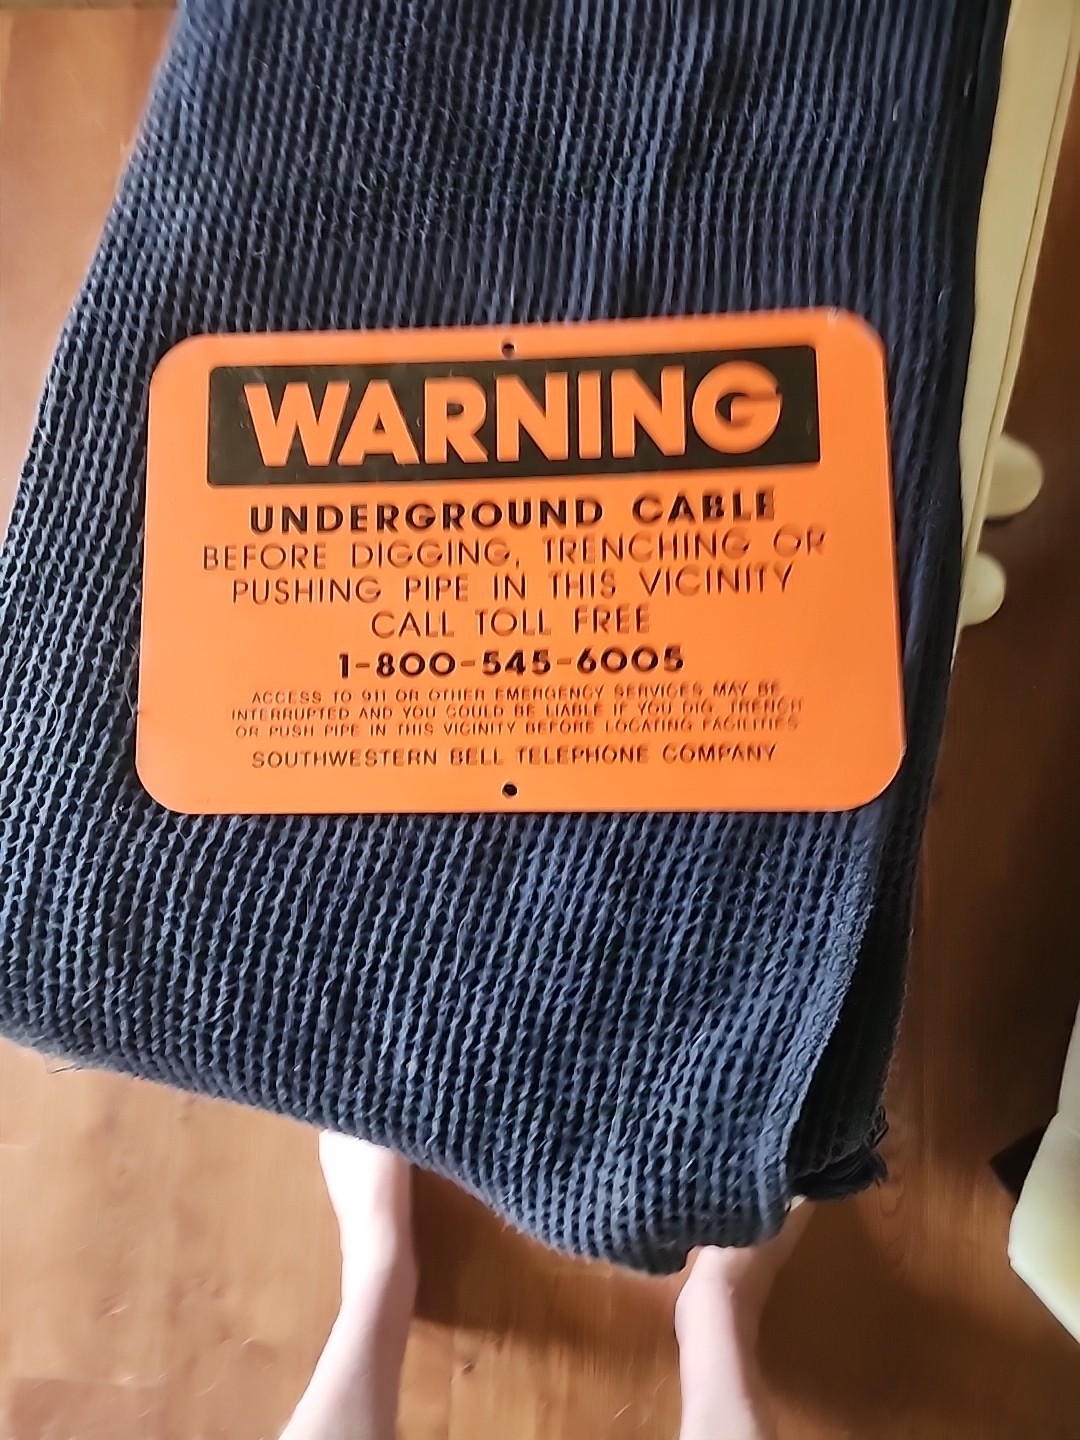 WARNING
UNDERGROUND CABLE
BEFORE DIGGING, TRENCHING OR
PUSHING PIPE IN THIS VICINITY
CALL TOLL FREE
1-800-545-6005
ACCESS TO 911 OR OTHER EMERGENCY SERVICES MAY BE
INTERRUPTED AND YOU COULD BE LIABLE IF YOU DIG, TRENCH
OR PUSH PIPE IN THIS VICINITY BEFORE LOCATING FACILITIES
SOUTHWESTERN BELL TELEPHONE COMPANY